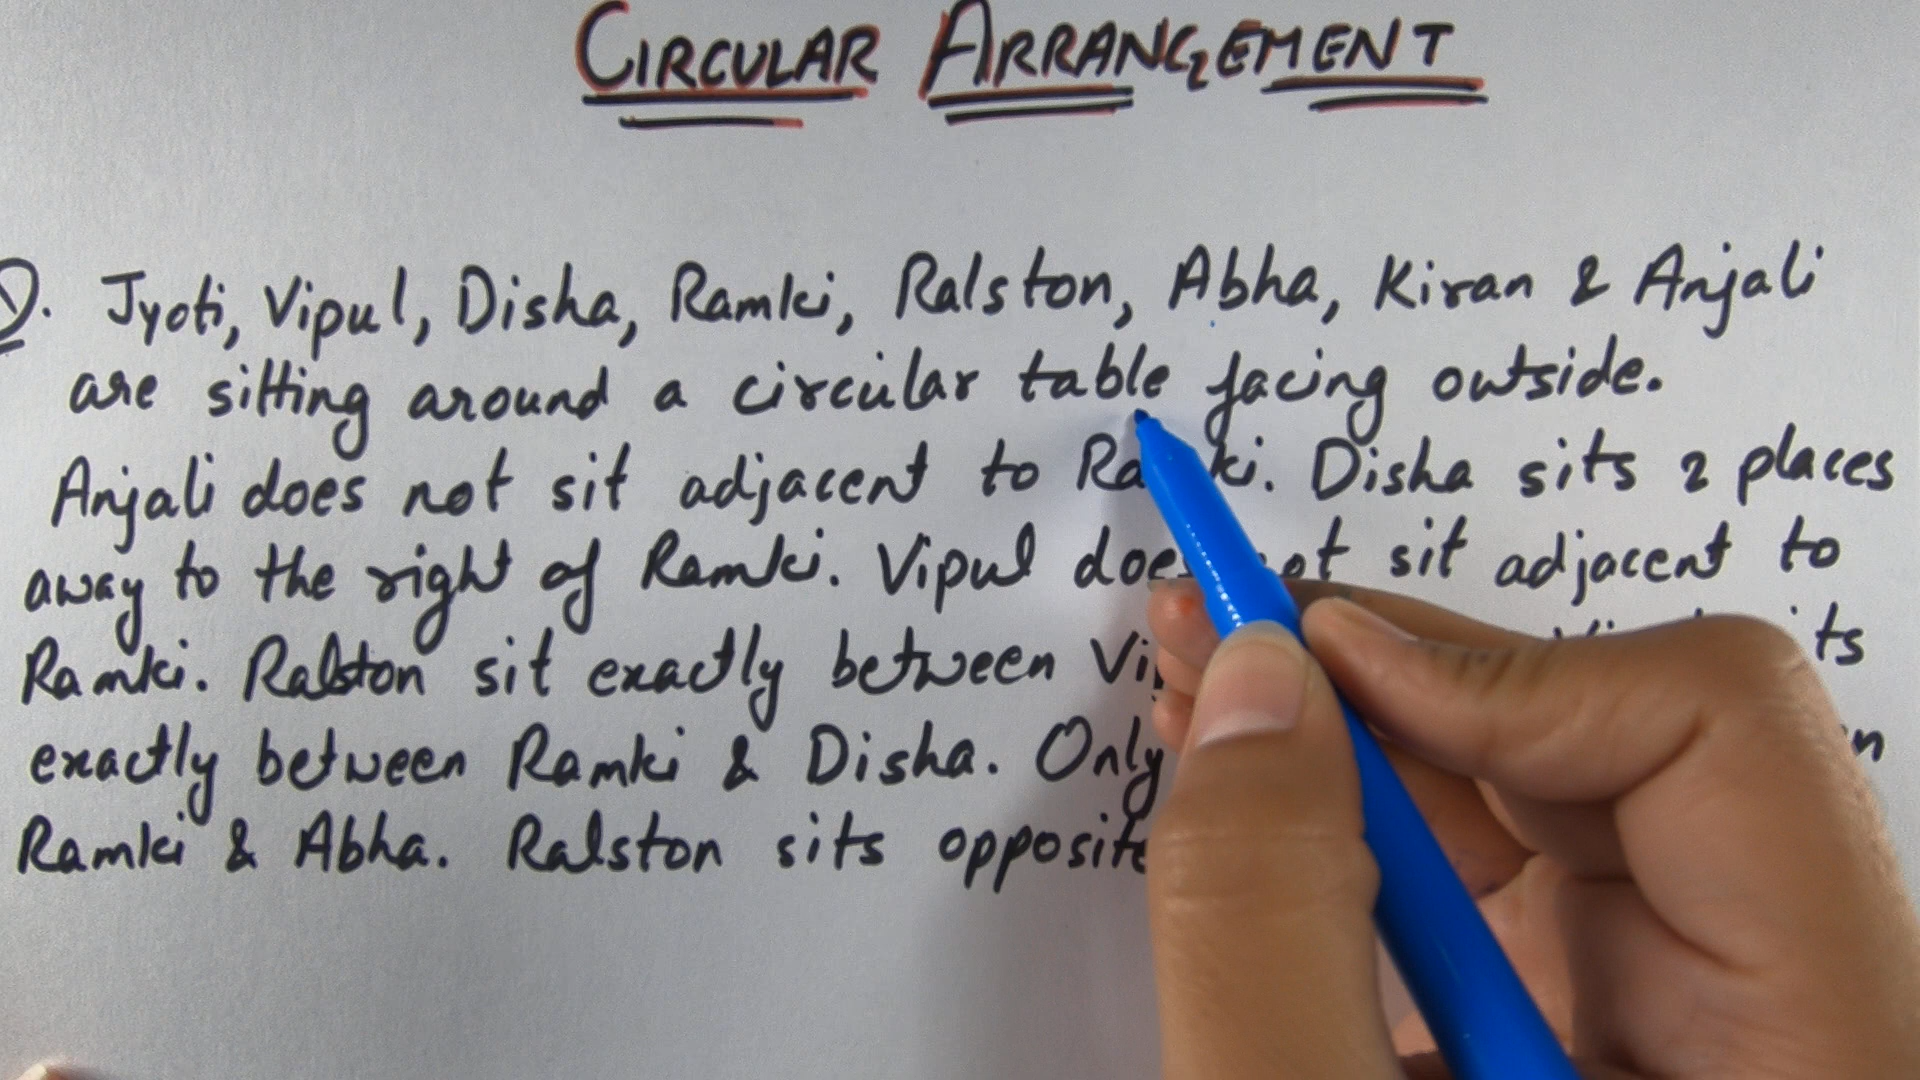 CIRCULAR ARRANGEMENT
Q. Jyoti, Vipul, Disha, Ramki, Ralston, Abha, Kiran & Anjali
are sitting around a circular table facing outside.
Anjali does not sit adjacent to Ramki. Disha sits 2 places
away to the right of Ramki. Vipul does not sit adjacent to
Ramki. Ralston sit exactly between
exactly between Ramki & Disha. Only
Ramki & Abha. Ralston sits opposite